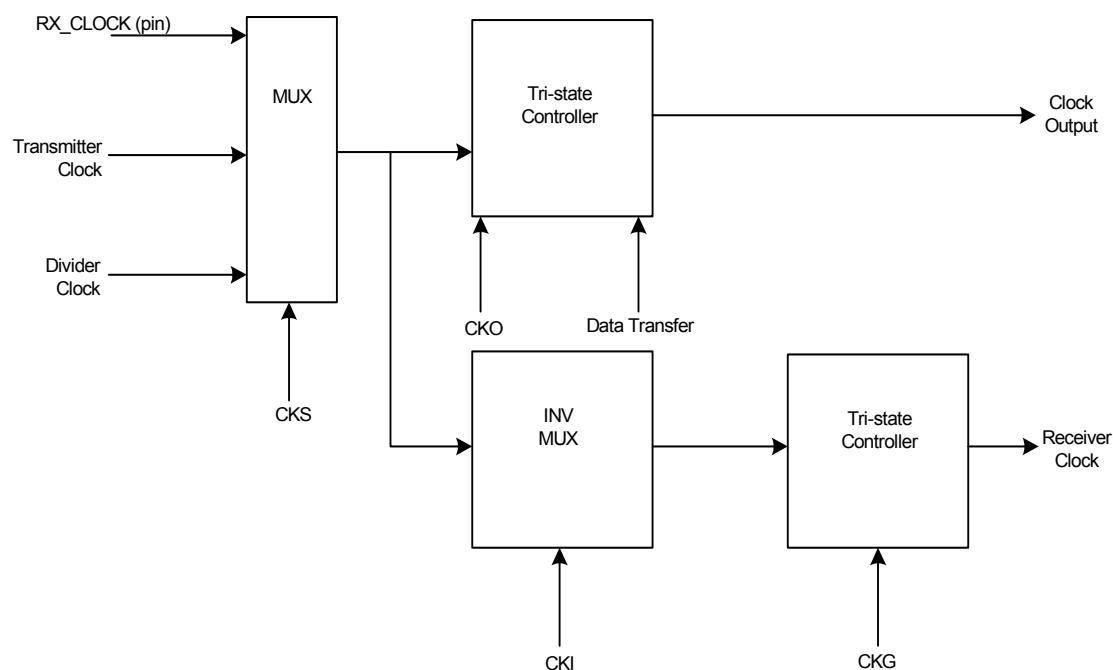 RX_CLOCK (pin)
MUX
Tri-state
Controller
Clock
Output
Transmitter
Clock
Divider
Clock
CKO
Data Transfer
CKS
INV
MUX
Tri-state
Controller
Receiver
Clock
CKI
CKG